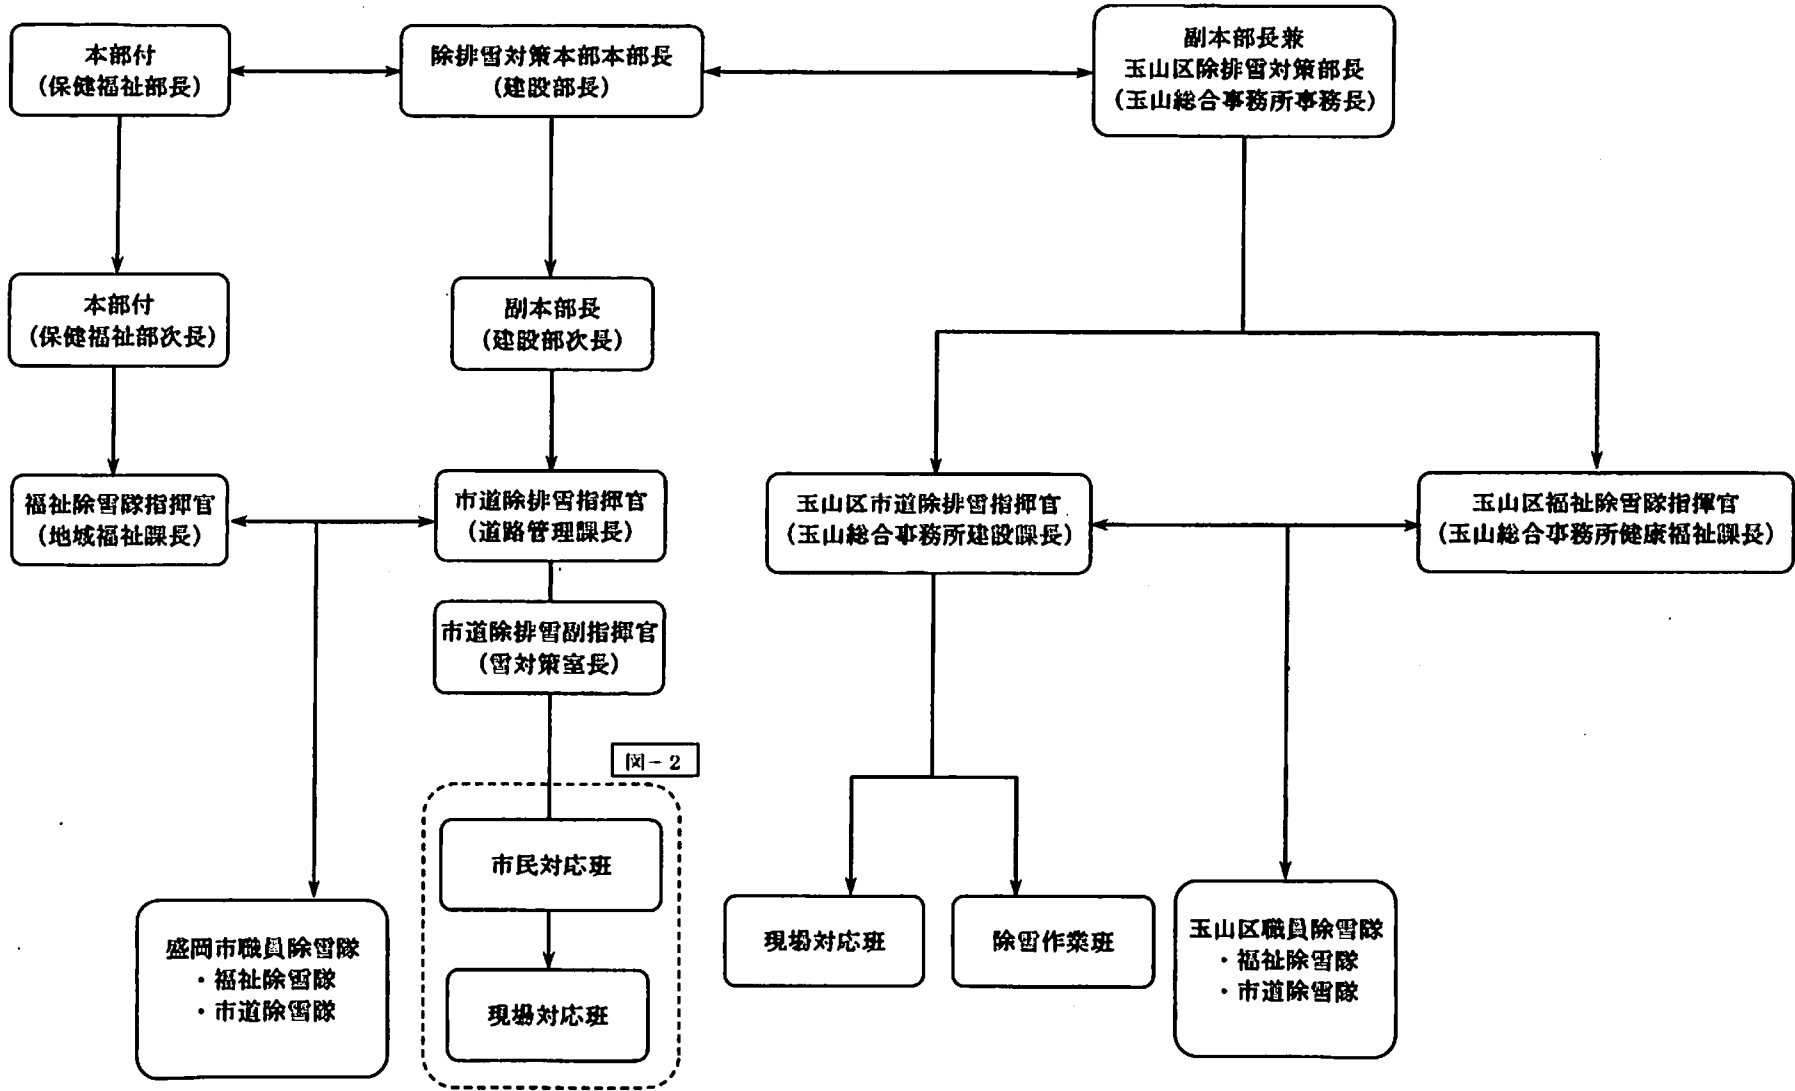 本部付
(保健福祉部長)
除排雪対策本部本部長
(建設部長)
副本部長兼
玉山区除排雪対策部長
(玉山総合事務所事務長)
本部付
(保健福祉部次長)
副本部長
(建設部次長)
福祉除雪隊指揮官
(地域福祉課長)
市道除排雪指揮官
(道路管理課長)
玉山区市道除排雪指揮官
(玉山総合事務所建設課長)
玉山区福祉除雪隊指揮官
(玉山総合事務所健康福祉課長)
市道除排雪副指揮官
(雪対策室長)
図-2
市民対応班
現場対応班
盛岡市職員除雪隊
・福祉除雪隊
・市道除雪隊
現場対応班
除雪作業班
玉山区職員除雪隊
・福祉除雪隊
・市道除雪隊